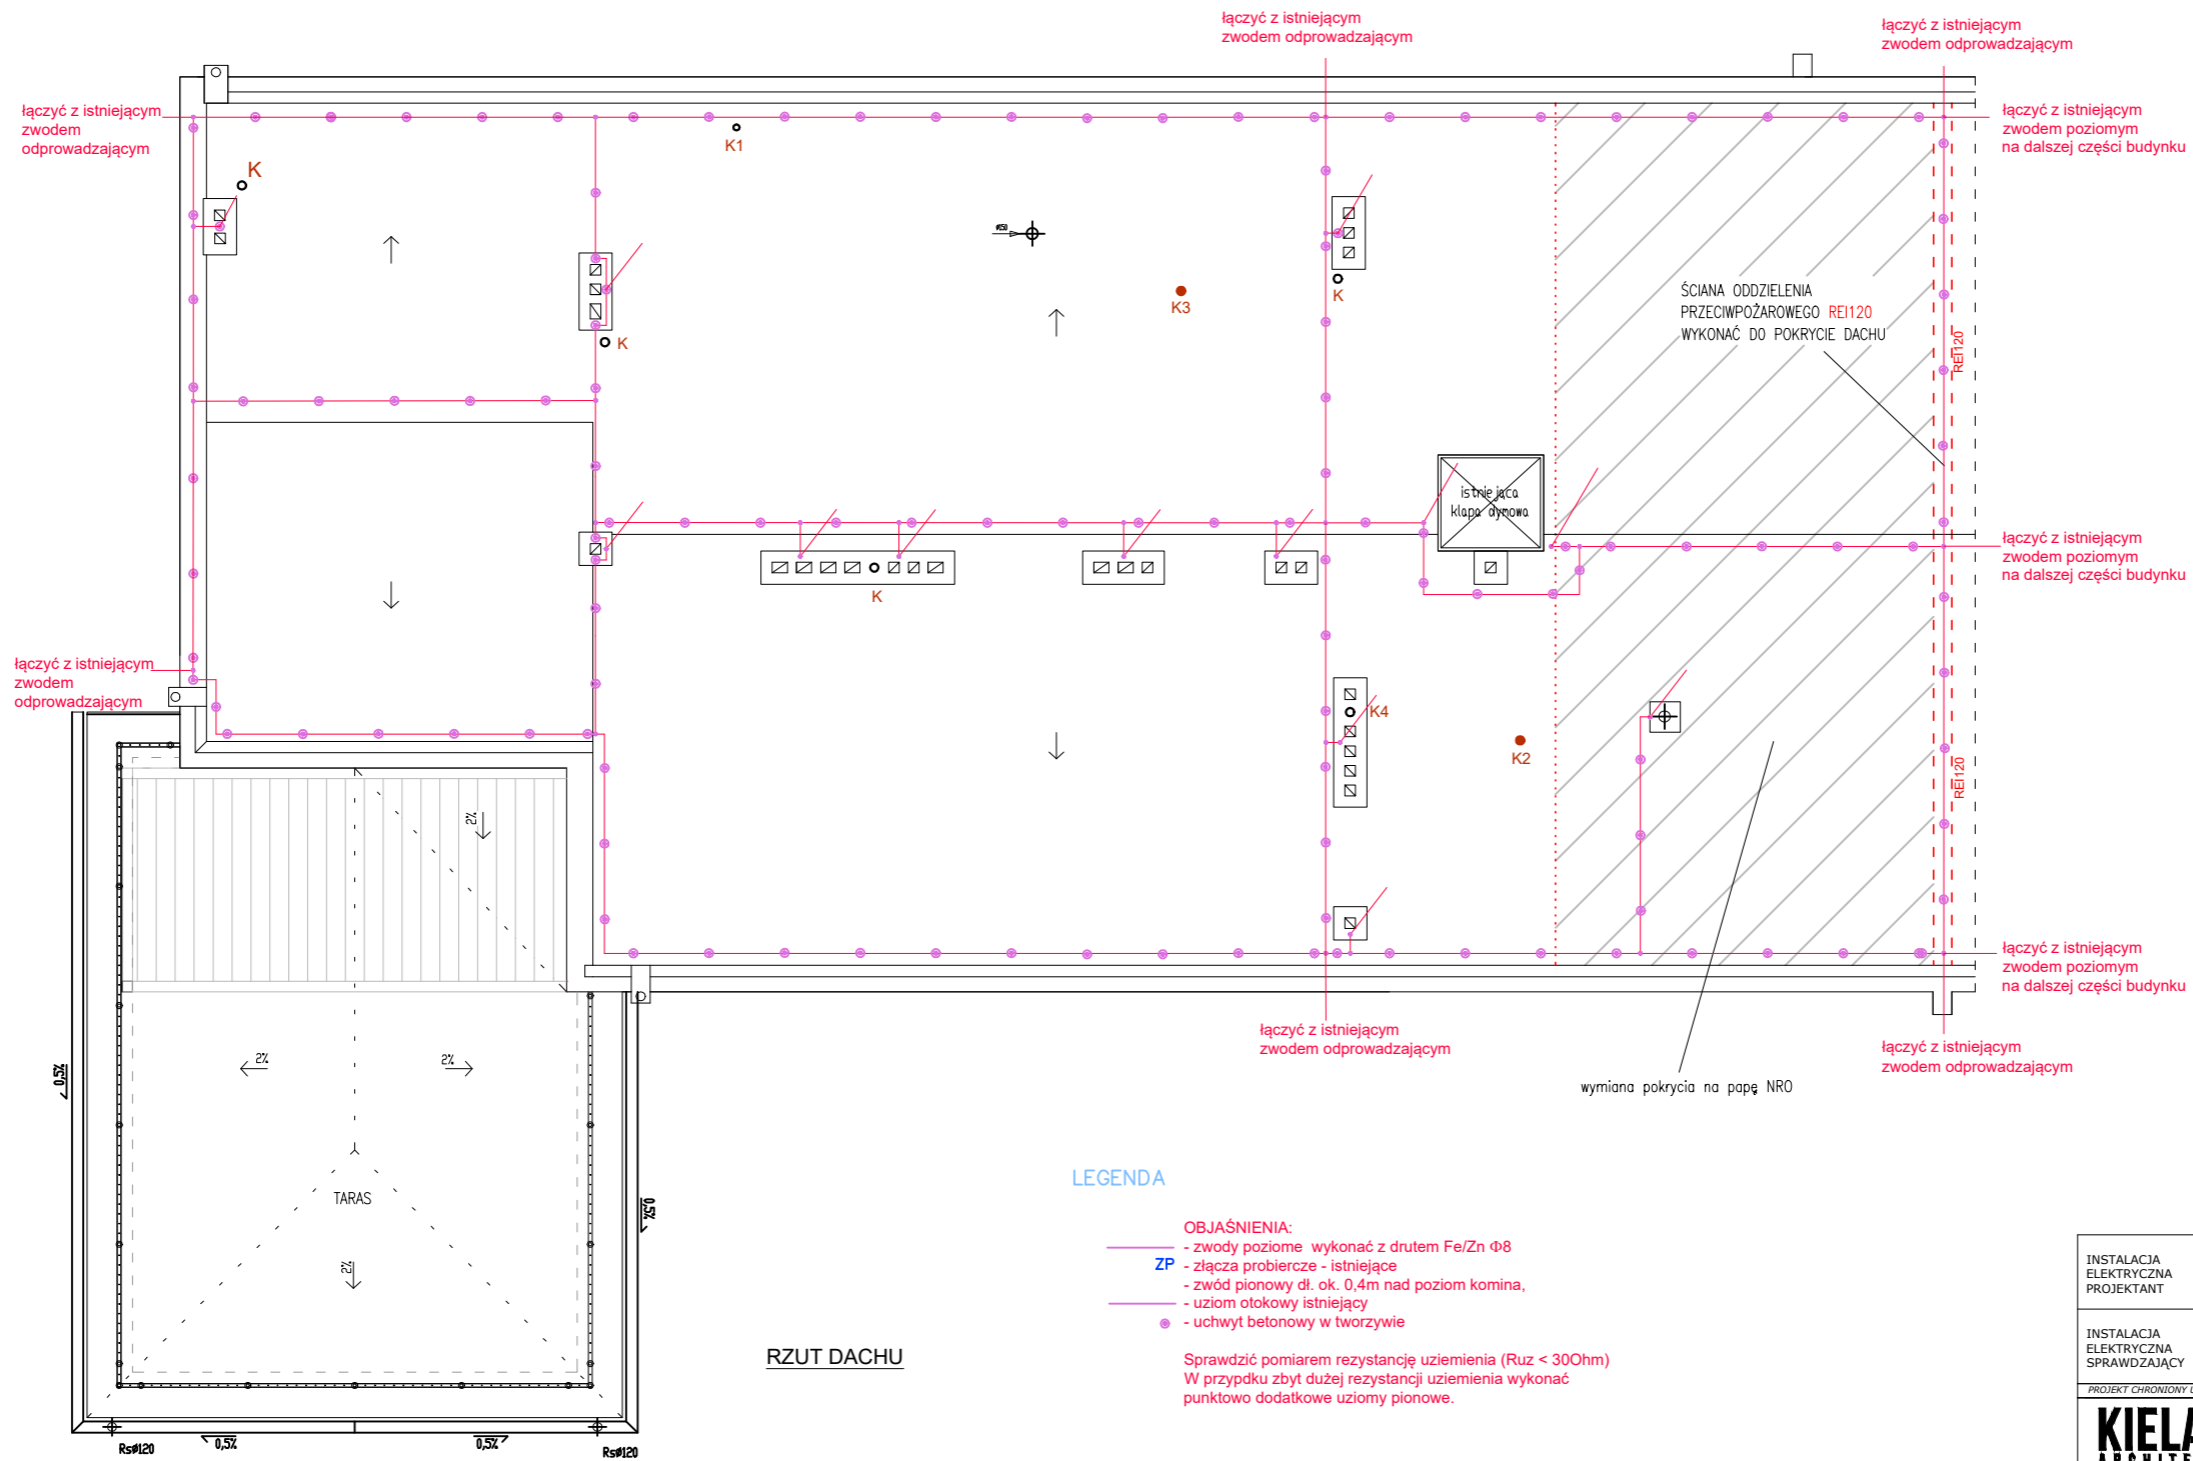 łączyć z istniejącym
zwodem odprowadzającym
łączyć z istniejącym
zwodem odprowadzającym
łączyć z istniejącym
zwodem
odprowadzającym
łączyć z istniejącym
zwodem poziomym
na dalszej części budynku
K1
K
K
K
K3
ŚCIANA ODDZIELENIA
PRZECIWPOŻAROWEGO REI120
WYKONAĆ DO POKRYCIE DACHU
REI120
istniejąca
klapa dymowa
K
łączyć z istniejącym
zwodem poziomym
na dalszej części budynku
łączyć z istniejącym
zwodem
odprowadzającym
K4
K2
REI120
2%
łączyć z istniejącym
zwodem poziomym
na dalszej części budynku
łączyć z istniejącym
zwodem odprowadzającym
łączyć z istniejącym
zwodem odprowadzającym
2%
2%
0,5%
wymiana pokrycia na papę NRO
TARAS
0,5%
2%
LEGENDA
OBJAŚNIENIA:
- zwody poziome wykonać z drutem Fe/Zn Φ8
ZP - złącza probiercze - istniejące
- zwód pionowy dł. ok. 0,4m nad poziom komina,
- uziom otokowy istniejący
- uchwyt betonowy w tworzywie
Sprawdzić pomiarem rezystancję uziemienia (Ruz < 30Ohm)
W przypdku zbyt dużej rezystancji uziemienia wykonać
punktowo dodatkowe uziomy pionowe.
RZUT DACHU
Rsø120
0,5%
0,5%
Rsø120
INSTALACJA
ELEKTRYCZNA
PROJEKTANT
INSTALACJA
ELEKTRYCZNA
SPRAWDZAJĄCY
PROJEKT CHRONIONY
KIELA